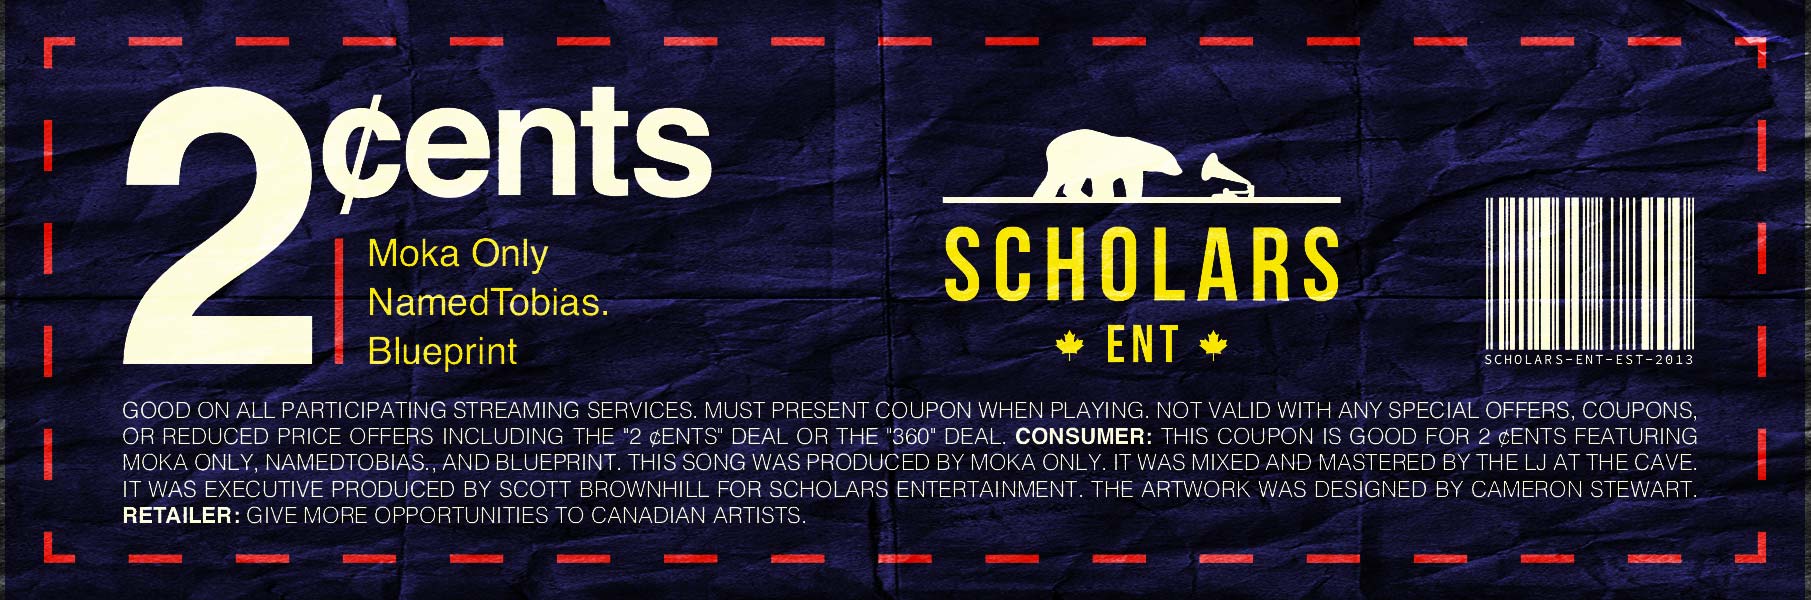 2 ¢ents
Moka Only
NamedTobias.
Blueprint
SCHOLARS
ENT
SCHOLARS-ENT-EST-2013
GOOD ON ALL PARTICIPATING STREAMING SERVICES. MUST PRESENT COUPON WHEN PLAYING. NOT VALID WITH ANY SPECIAL OFFERS, COUPONS,
OR REDUCED PRICE OFFERS INCLUDING THE "2 ¢ENTS" DEAL OR THE "360" DEAL. CONSUMER: THIS COUPON IS GOOD FOR 2 ¢ENTS FEATURING
MOKA ONLY, NAMEDTOBIAS., AND BLUEPRINT. THIS SONG WAS PRODUCED BY MOKA ONLY. IT WAS MIXED AND MASTERED BY THE LJ AT THE CAVE.
IT WAS EXECUTIVE PRODUCED BY SCOTT BROWNHILL FOR SCHOLARS ENTERTAINMENT. THE ARTWORK WAS DESIGNED BY CAMERON STEWART.
RETAILER: GIVE MORE OPPORTUNITIES TO CANADIAN ARTISTS.